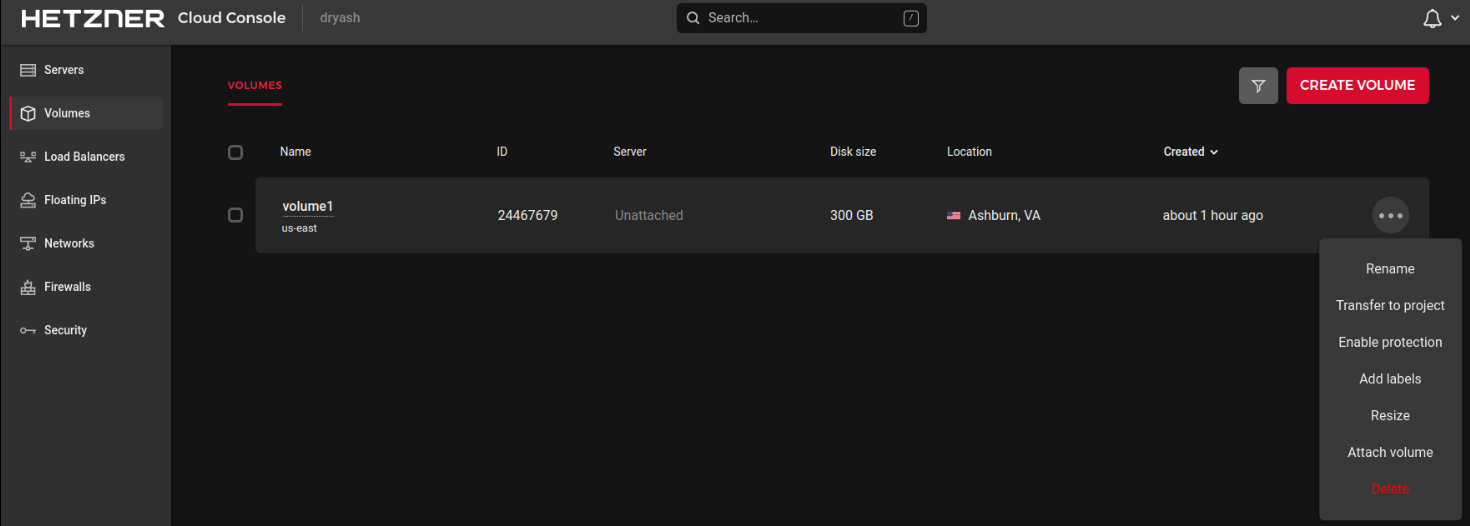 HETZNER Cloud Console dryash Search... /
Servers
Volumes
Load Balancers
Floating IPs
Networks
Firewalls
Security
VOLUMES CREATE VOLUME
Name ID Server Disk size Location Created
volume1 24467679 Unattached 300 GB Ashburn, VA about 1 hour ago
us-east
Rename
Transfer to project
Enable protection
Add labels
Resize
Attach volume
Delete